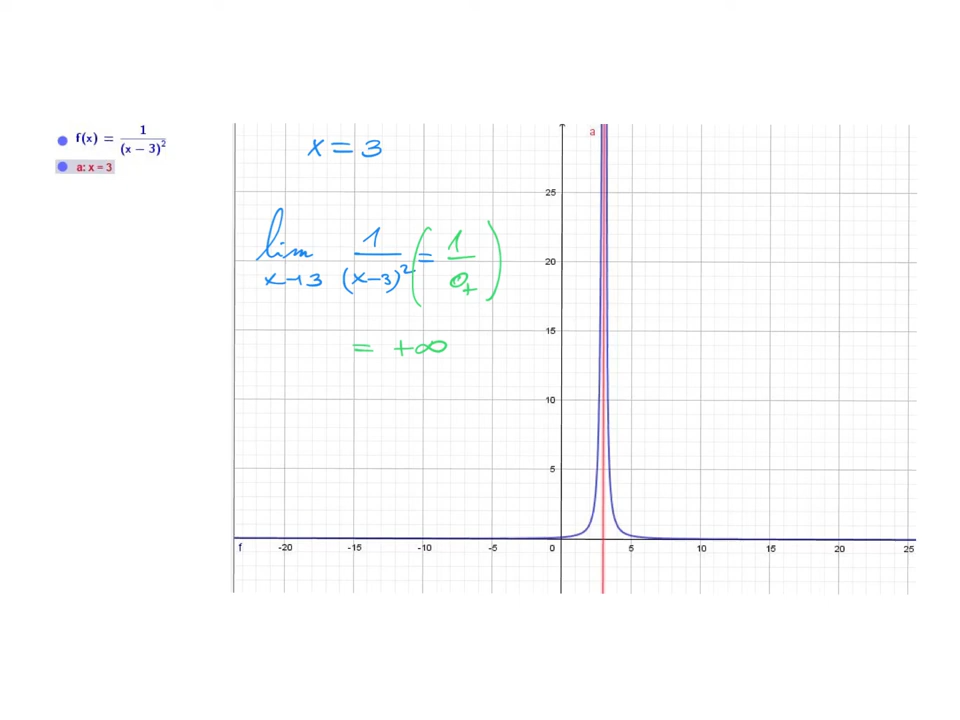 f(x) = 1/(x − 3)²
a: x = 3
x = 3
lim x→3 1/(x−3)² = (1/0₊)
= +∞
a
25
20
15
10
5
f -20 -15 -10 -5 0 5 10 15 20 25